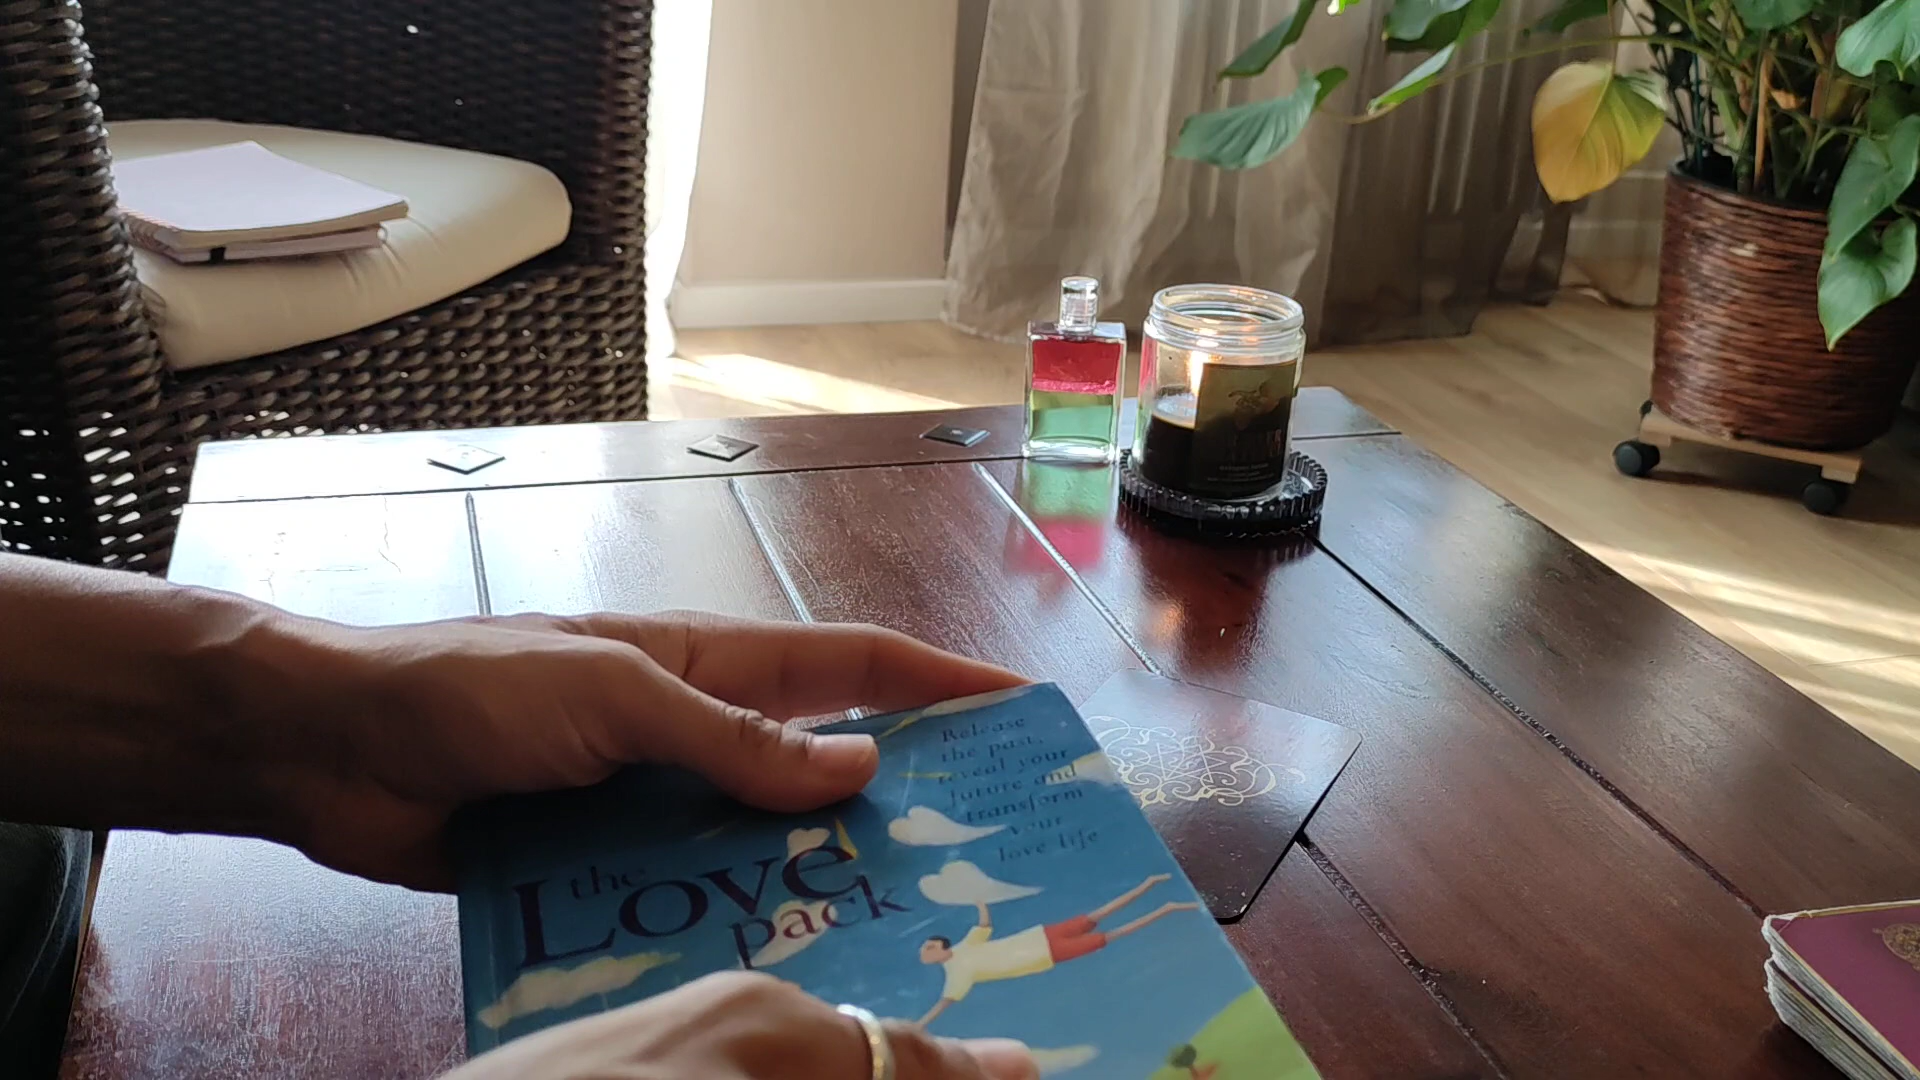 Release
the past,
reveal your
future and
transform
your
love life
the
Love
pack